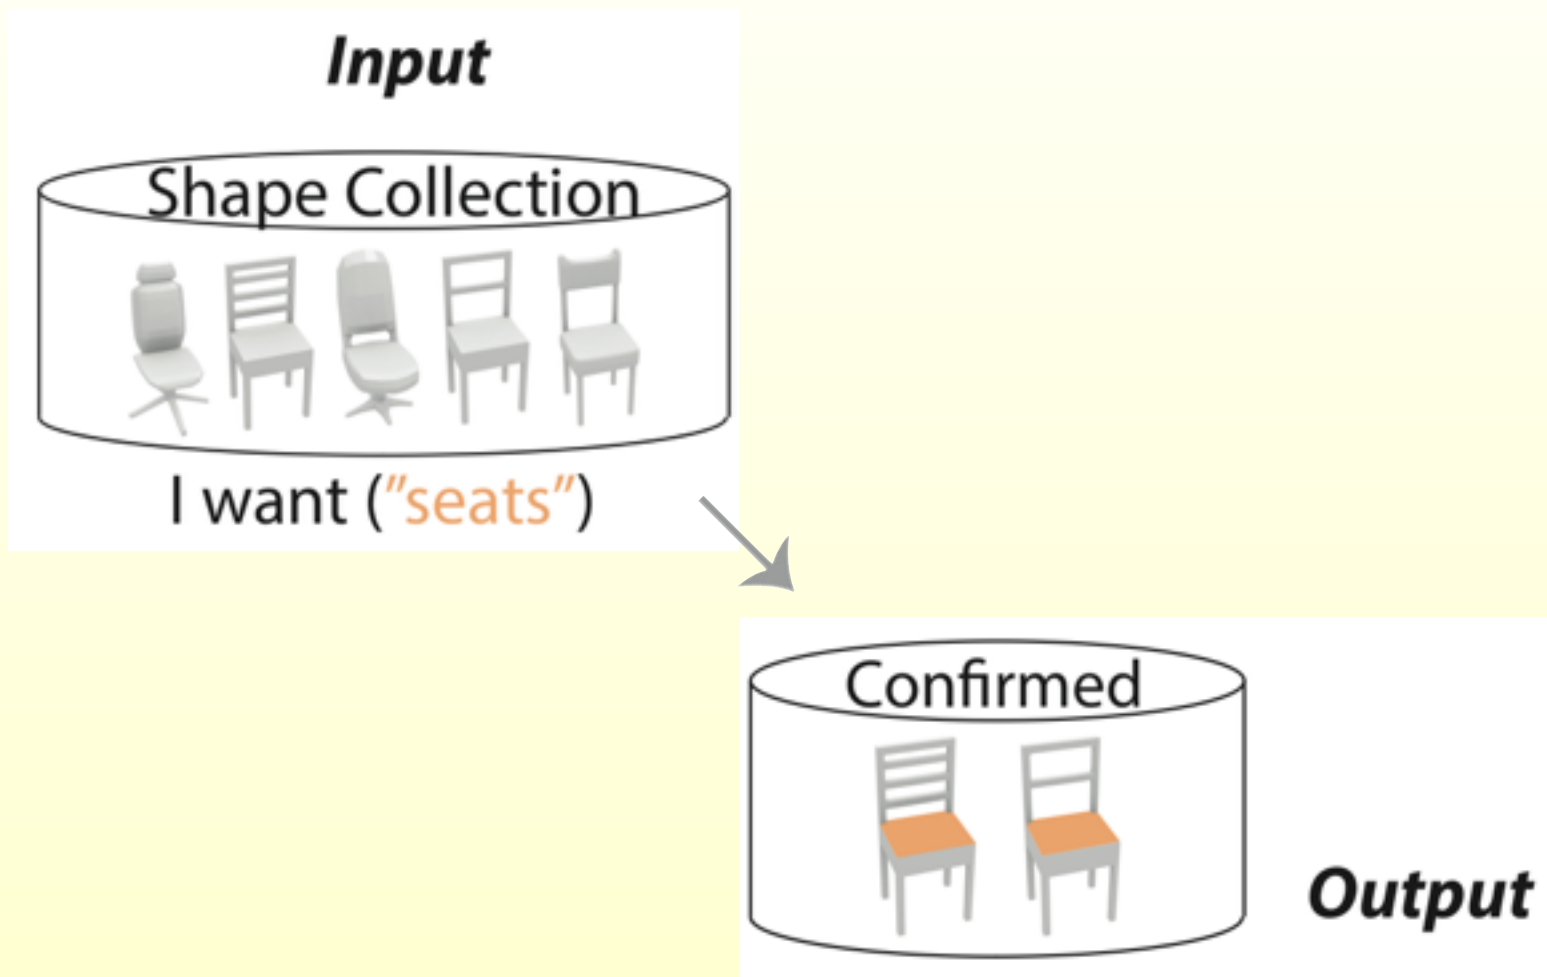 Input
Shape Collection
I want ("seats")
Confirmed
Output